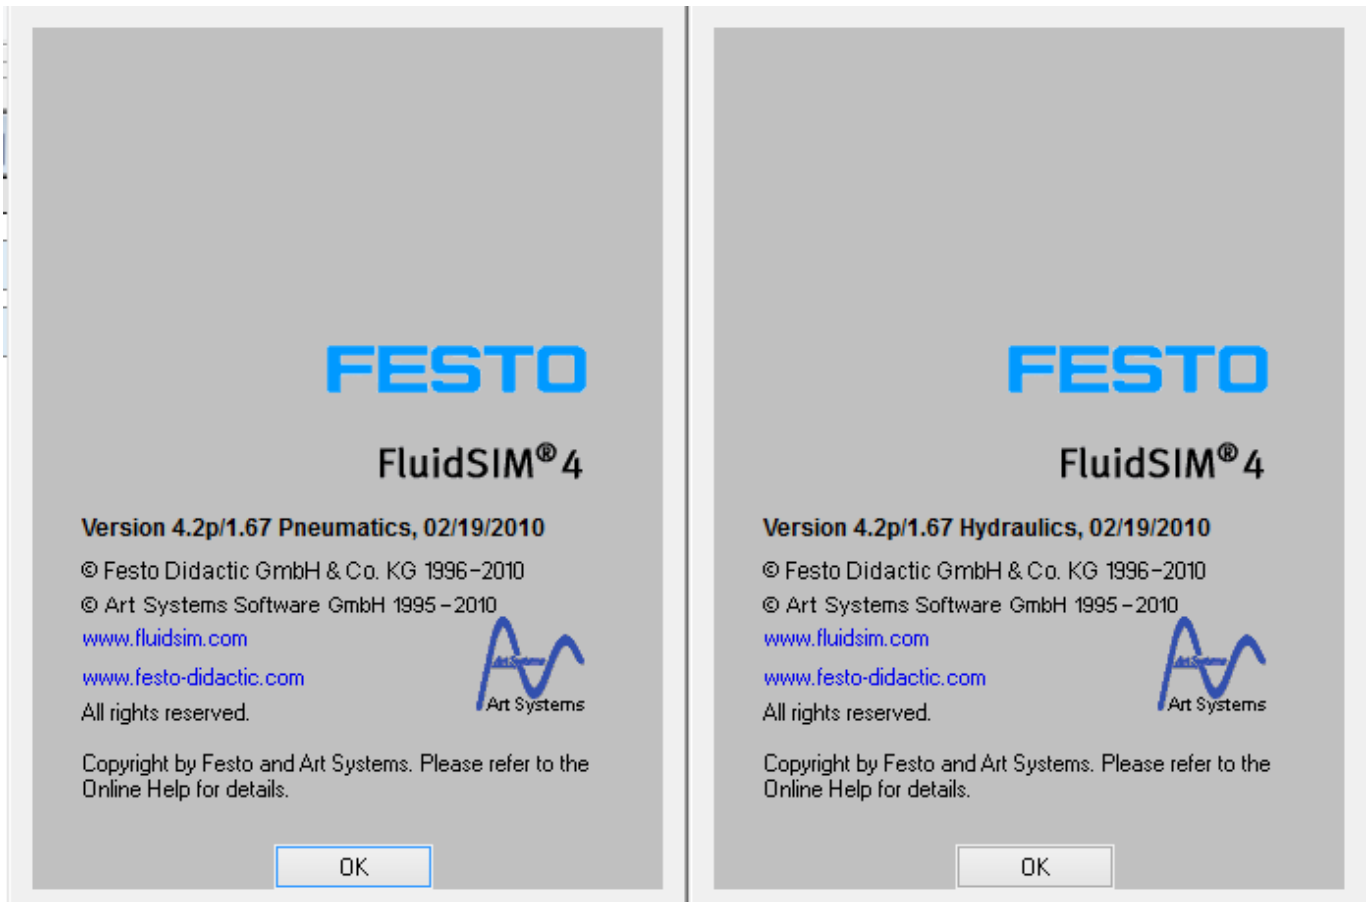 FESTO
FluidSIM®4
Version 4.2p/1.67 Pneumatics, 02/19/2010
© Festo Didactic GmbH & Co. KG 1996-2010
© Art Systems Software GmbH 1995-2010
www.fluidsim.com
www.festo-didactic.com
Art Systems
Art Systems
All rights reserved.
Copyright by Festo and Art Systems. Please refer to the
Online Help for details.
OK
FESTO
FluidSIM®4
Version 4.2p/1.67 Hydraulics, 02/19/2010
© Festo Didactic GmbH & Co. KG 1996-2010
© Art Systems Software GmbH 1995-2010
www.fluidsim.com
www.festo-didactic.com
Art Systems
Art Systems
All rights reserved.
Copyright by Festo and Art Systems. Please refer to the
Online Help for details.
OK